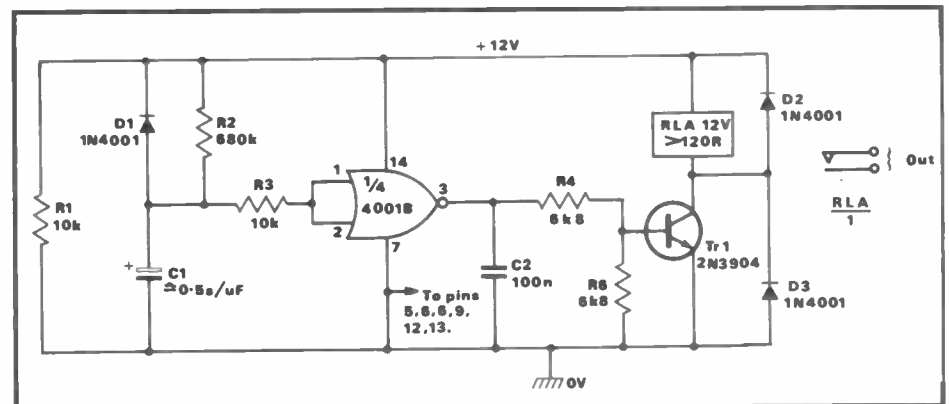 + 12V
D1
1N4001
R2
680k
R1
10k
+
C1
≃0·5s/uF
R3
10k
1
2
14
1/4
4001B
3
7
To pins
5,6,6,9,
12,13.
C2
100n
R4
6k8
R6
6k8
RLA 12V
>120R
Tr1
2N3904
D2
1N4001
D3
1N4001
Out
RLA
1
0V